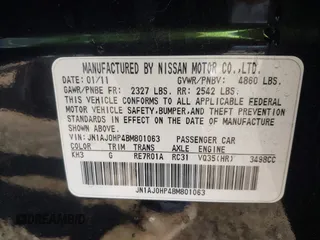 MANUFACTURED BY NISSAN MOTOR CO.,LTD.
DATE: 01/11 GVWR/PNBV: 4860 LBS.
GAWR/PNBE FR: 2327 LBS. RR: 2542 LBS.
THIS VEHICLE CONFORMS TO ALL APPLICABLE FEDERAL
MOTOR VEHICLE SAFETY,BUMPER,AND THEFT PREVENTION
STANDARDS IN EFFECT ON THE DATE OF MANUFACTURE
SHOWN ABOVE.
VIN: JN1AJ0HP4BM801063 PASSENGER CAR
COLOR TRIM TRANS AXLE ENGINE
KH3 G RE7R01A RC31 VQ35(HR) 3498CC
JN1AJ0HP4BM801063
© DREAMBID